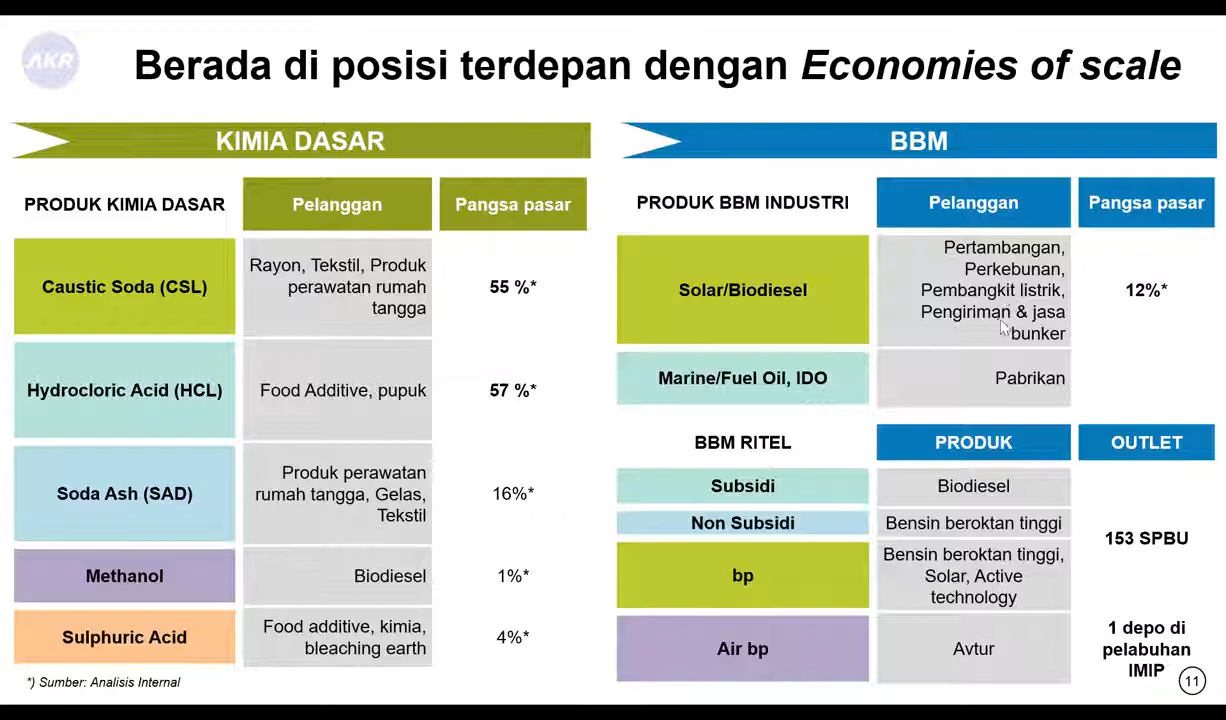 AKR
Berada di posisi terdepan dengan Economies of scale
KIMIA DASAR
PRODUK KIMIA DASAR
Pelanggan
Pangsa pasar
Caustic Soda (CSL)
Rayon, Tekstil, Produk
perawatan rumah
tangga
55 %*
Hydrocloric Acid (HCL)
Food Additive, pupuk
57 %*
Soda Ash (SAD)
Produk perawatan
rumah tangga, Gelas,
Tekstil
16%*
Methanol
Biodiesel
1%*
Sulphuric Acid
Food additive, kimia,
bleaching earth
4%*
*) Sumber: Analisis Internal
BBM
PRODUK BBM INDUSTRI
Pelanggan
Pangsa pasar
Solar/Biodiesel
Pertambangan,
Perkebunan,
Pembangkit listrik,
Pengiriman & jasa
bunker
12%*
Marine/Fuel Oil, IDO
Pabrikan
BBM RITEL
PRODUK
OUTLET
Subsidi
Biodiesel
Non Subsidi
Bensin beroktan tinggi
bp
Bensin beroktan tinggi,
Solar, Active
technology
153 SPBU
Air bp
Avtur
1 depo di
pelabuhan
IMIP
11